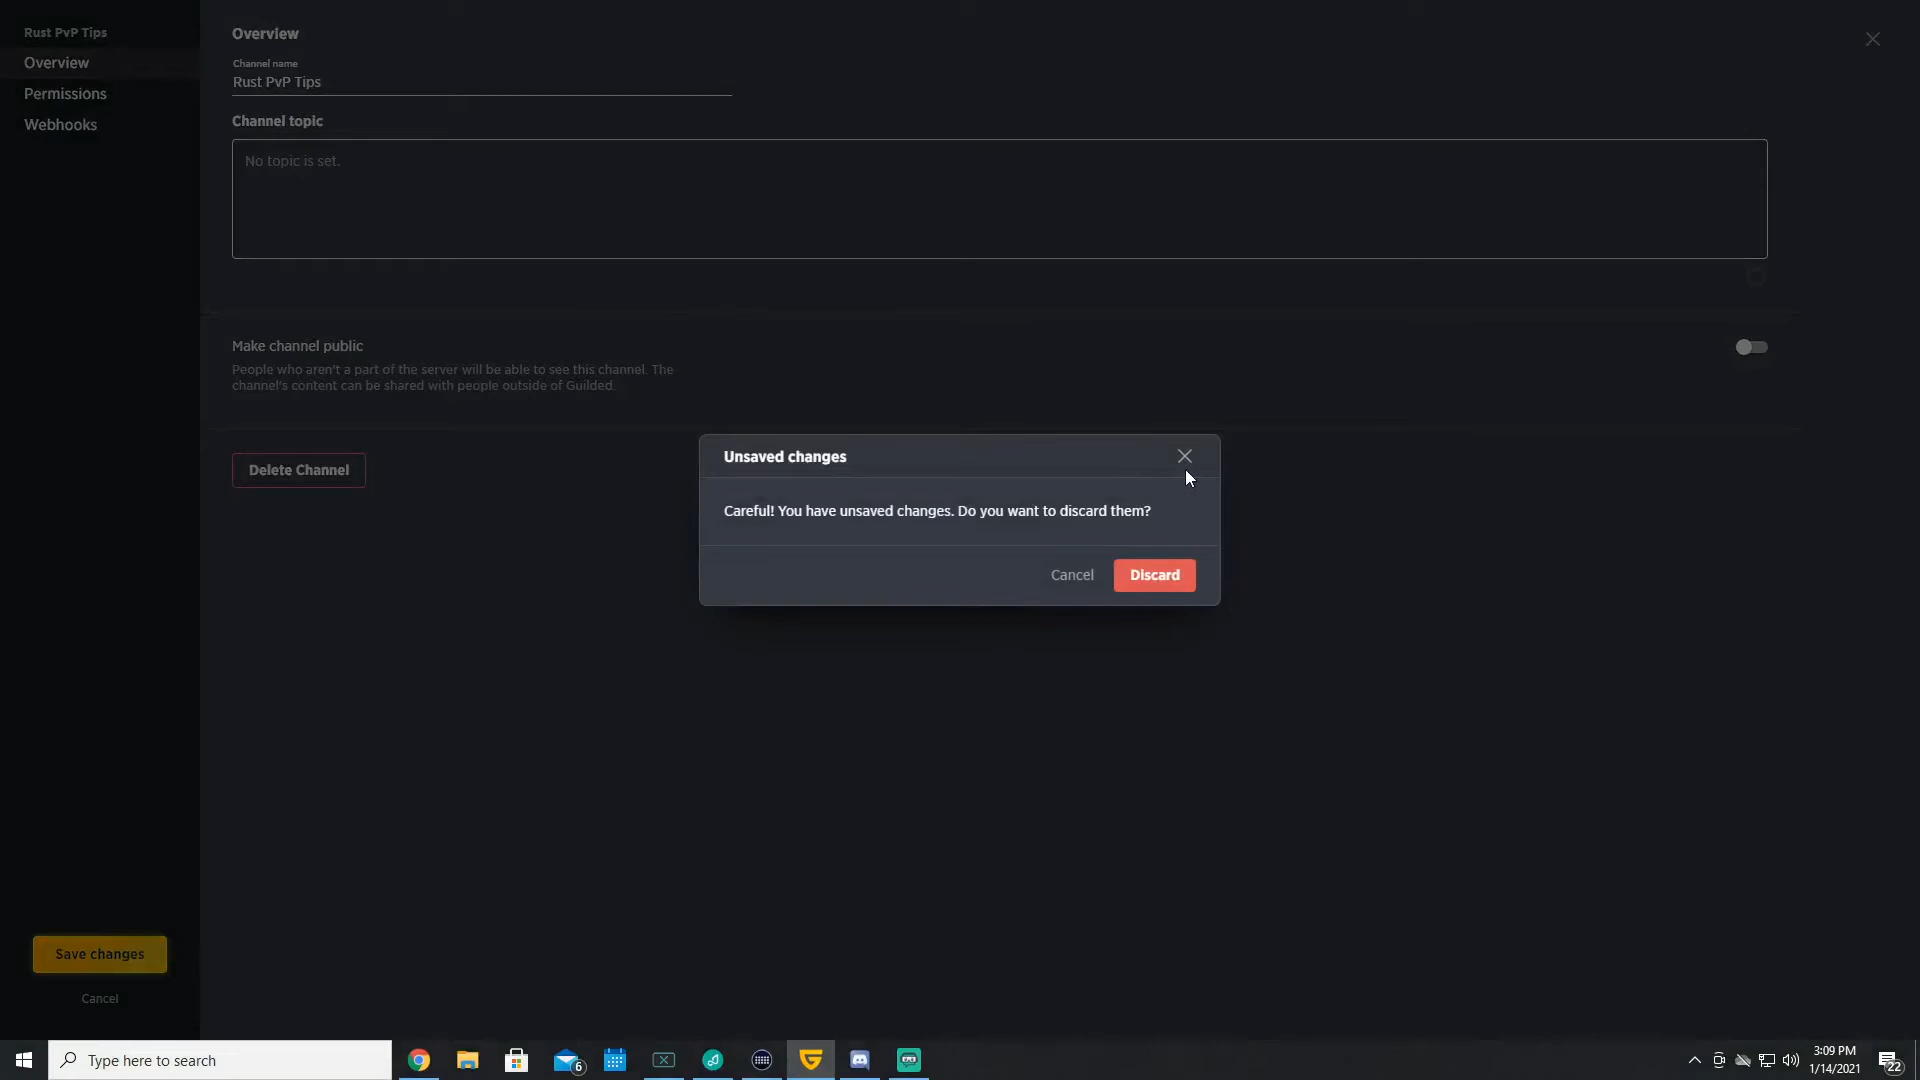 Rust PvP Tips
Overview
Permissions
Webhooks
Overview
Channel name
Rust PvP Tips
Channel topic
No topic is set.
Make channel public
People who aren't a part of the server will be able to see this channel. The
channel's content can be shared with people outside of Guilded.
Delete Channel
Unsaved changes
Careful! You have unsaved changes. Do you want to discard them?
Cancel
Discard
Save changes
Cancel
Type here to search
6
3:09 PM
1/14/2021
22